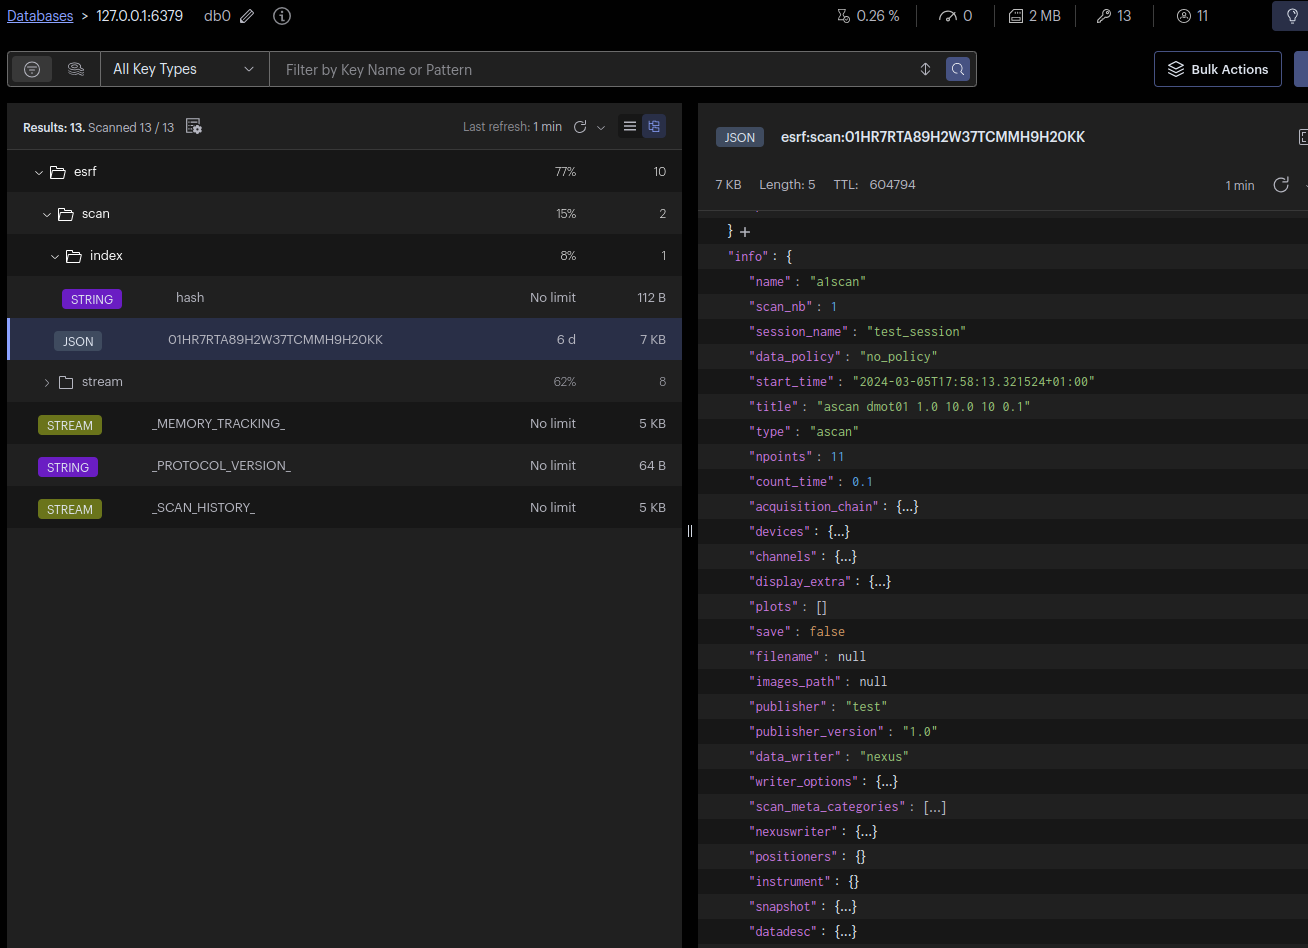 Databases > 127.0.0.1:6379 db0 0.26 % 0 2 MB 13 11
All Key Types Filter by Key Name or Pattern Bulk Actions
Results: 13. Scanned 13 / 13 Last refresh: 1 min
esrf 77% 10
scan 15% 2
index 8% 1
STRING hash No limit 112 B
JSON 01HR7RTA89H2W37TCMMH9H20KK 6 d 7 KB
stream 62% 8
STREAM _MEMORY_TRACKING_ No limit 5 KB
STRING _PROTOCOL_VERSION_ No limit 64 B
STREAM _SCAN_HISTORY_ No limit 5 KB
JSON esrf:scan:01HR7RTA89H2W37TCMMH9H20KK
7 KB Length: 5 TTL: 604794 1 min
} +
"info" : {
"name" : "a1scan"
"scan_nb" : 1
"session_name" : "test_session"
"data_policy" : "no_policy"
"start_time" : "2024-03-05T17:58:13.321524+01:00"
"title" : "ascan dmot01 1.0 10.0 10 0.1"
"type" : "ascan"
"npoints" : 11
"count_time" : 0.1
"acquisition_chain" : {...}
"devices" : {...}
"channels" : {...}
"display_extra" : {...}
"plots" : []
"save" : false
"filename" : null
"images_path" : null
"publisher" : "test"
"publisher_version" : "1.0"
"data_writer" : "nexus"
"writer_options" : {...}
"scan_meta_categories" : [...]
"nexuswriter" : {...}
"positioners" : {}
"instrument" : {}
"snapshot" : {...}
"datadesc" : {...}